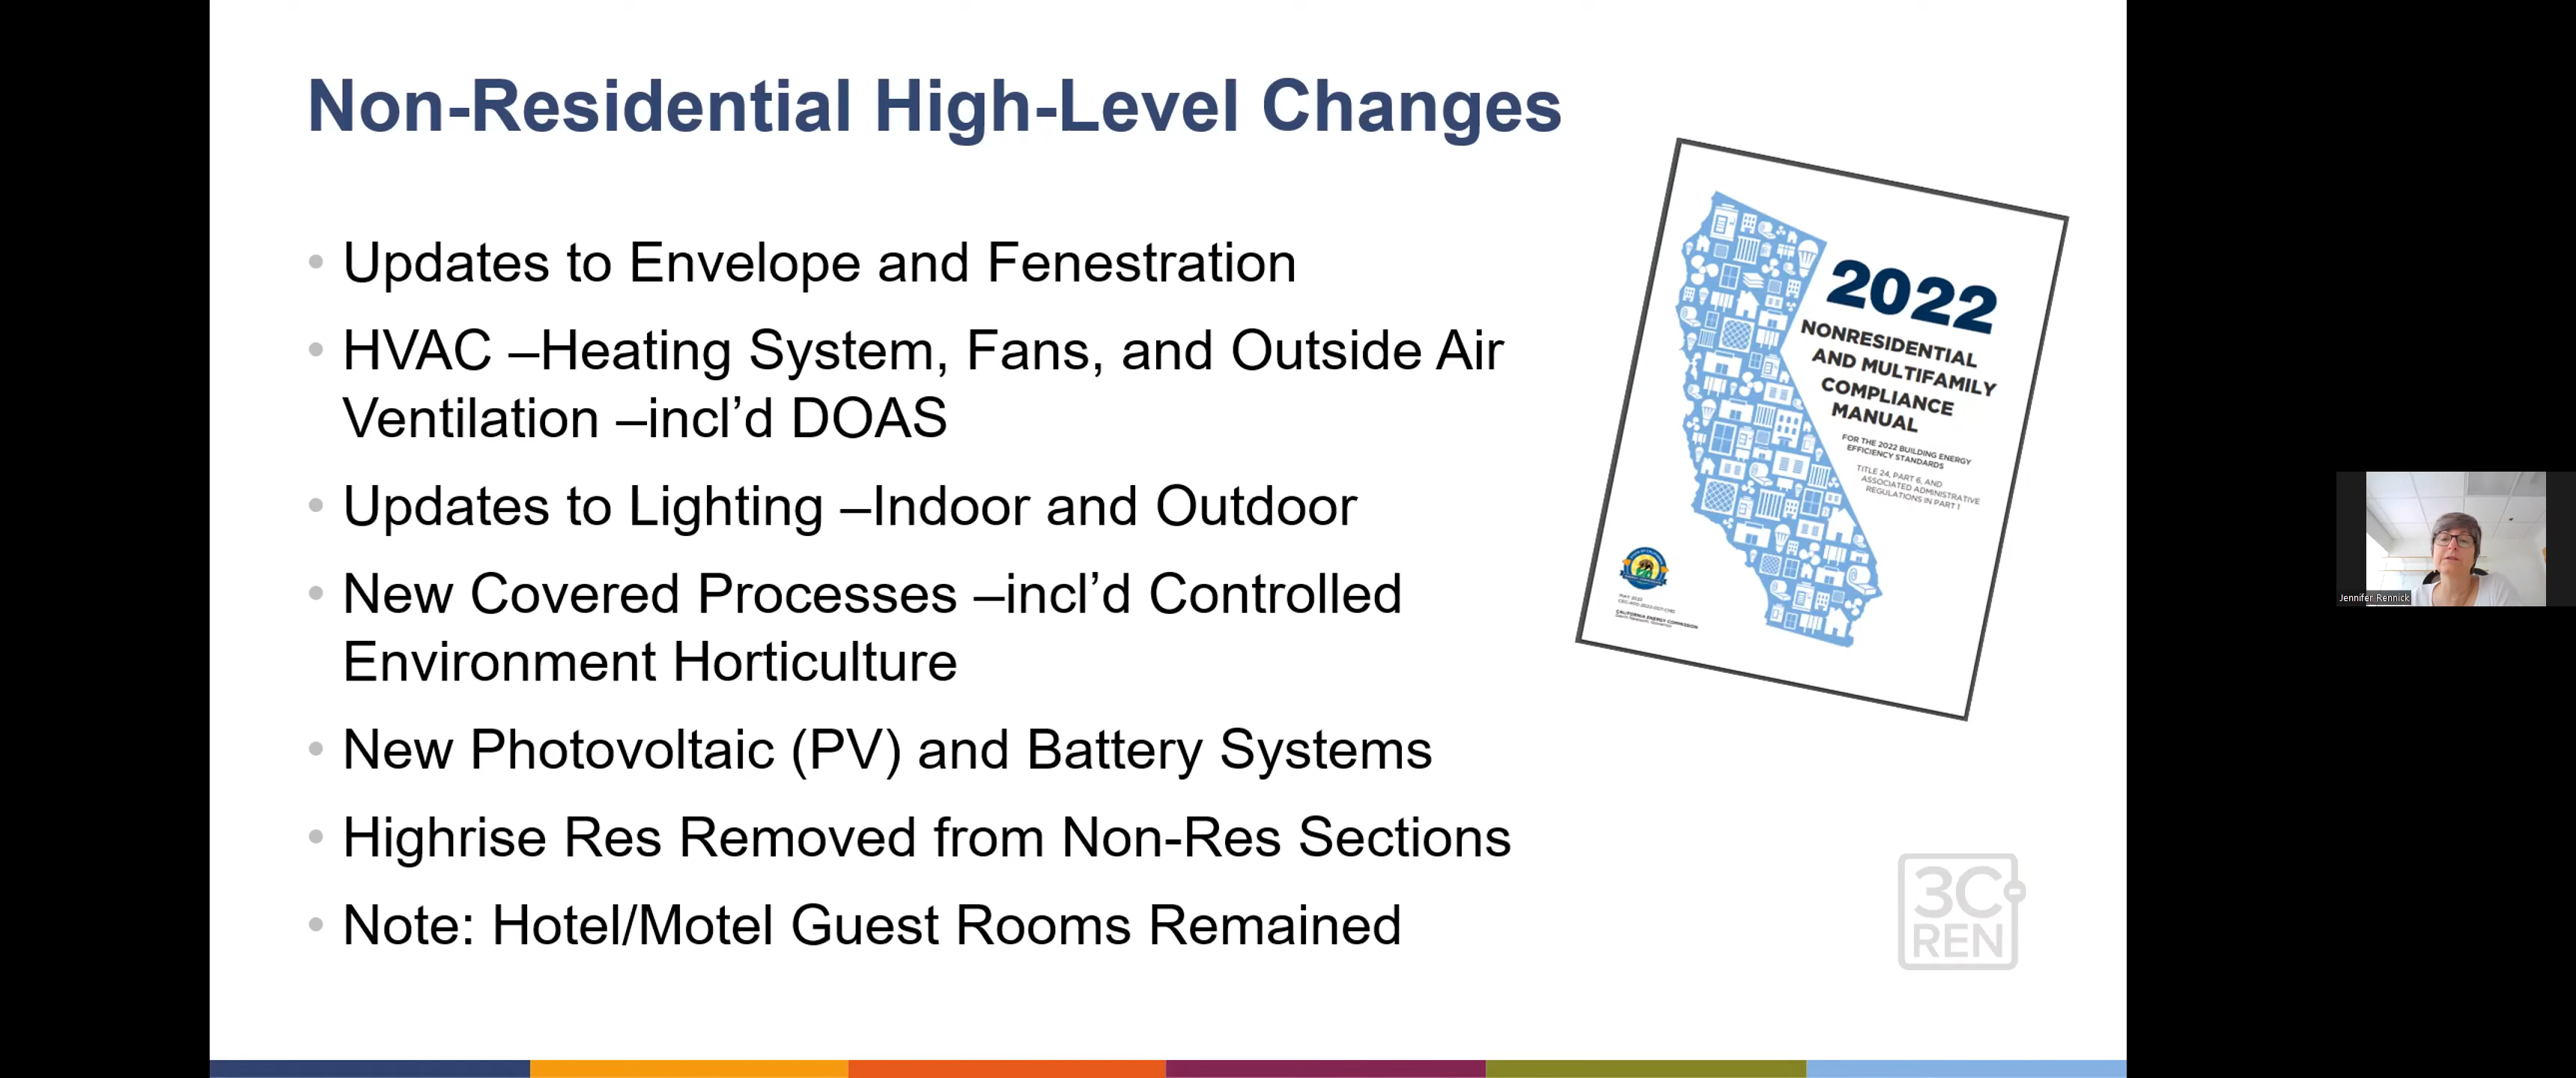 Non-Residential High-Level Changes
• Updates to Envelope and Fenestration
• HVAC –Heating System, Fans, and Outside Air
Ventilation –incl’d DOAS
• Updates to Lighting –Indoor and Outdoor
• New Covered Processes –incl’d Controlled
Environment Horticulture
• New Photovoltaic (PV) and Battery Systems
• Highrise Res Removed from Non-Res Sections
• Note: Hotel/Motel Guest Rooms Remained
2022
NONRESIDENTIAL
AND MULTIFAMILY
COMPLIANCE
MANUAL
FOR THE 2022 BUILDING ENERGY
EFFICIENCY STANDARDS
TITLE 24, PART 6, AND
ASSOCIATED ADMINISTRATIVE
REGULATIONS IN PART 1
CALIFORNIA ENERGY COMMISSION
3C-
REN
Jennifer Rennick